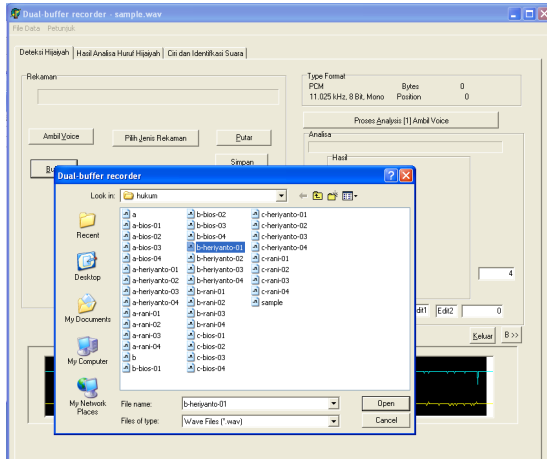 Dual-buffer recorder - sample.wav
File Data Petunjuk
Deteksi Hijaiyah Hasil Analisa Huruf Hijaiyah Ciri dan Identifkasi Suara
Rekaman
Type Format
PCM Bytes 0
11.025 kHz, 8 Bit, Mono Position 0
Proses Analysis [1] Ambil Voice
Ambil Voice Pilih Jenis Rekaman Putar
Analisa
Simpan
Hasil
Dual-buffer recorder
Look in: hukum
Recent
Desktop
My Documents
My Computer
My Network
Places
a
a-bios-01
a-bios-02
a-bios-03
a-bios-04
a-heriyanto-01
a-heriyanto-02
a-heriyanto-03
a-heriyanto-04
a-rani-01
a-rani-02
a-rani-03
a-rani-04
b
b-bios-01
b-bios-02
b-bios-03
b-bios-04
b-heriyanto-01
b-heriyanto-02
b-heriyanto-03
b-heriyanto-04
b-rani-01
b-rani-02
b-rani-03
b-rani-04
c-bios-01
c-bios-02
c-bios-03
c-bios-04
c-heriyanto-01
c-heriyanto-02
c-heriyanto-03
c-heriyanto-04
c-rani-01
c-rani-02
c-rani-03
c-rani-04
sample
4
Edit2 0
Keluar B >>
File name: b-heriyanto-01 Open
Files of type: Wave Files (*.wav) Cancel